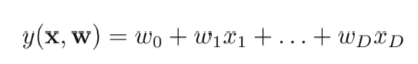 y(𝐱, 𝐰) = w₀ + w₁x₁ + . . . + w_D x_D